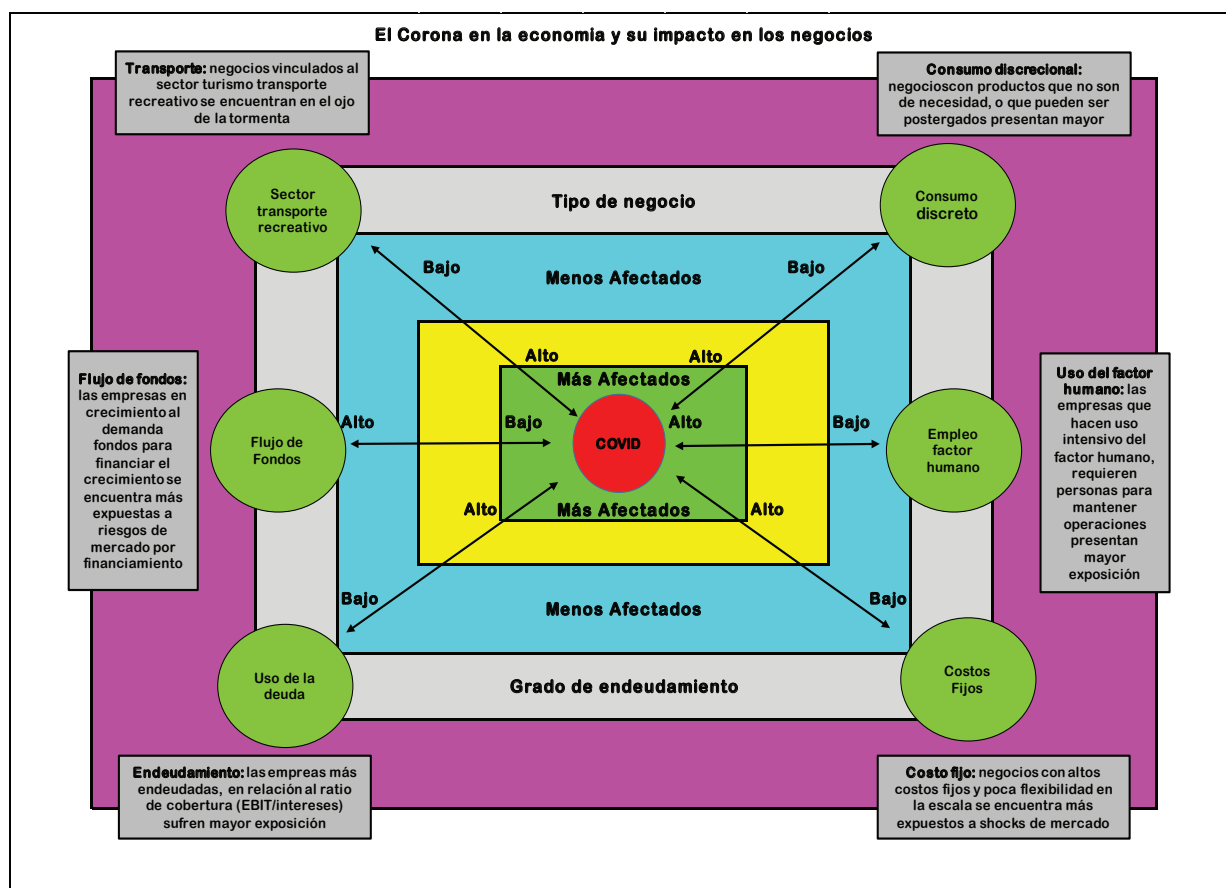 El Corona en la economia y su impacto en los negocios
Transporte: negocios vinculados al
sector turismo transporte
recreativo se encuentran en el ojo
de la tormenta
Consumo discrecional:
negocioscon productos que no son
de necesidad, o que pueden ser
postergados presentan mayor
Sector
transporte
recreativo
Tipo de negocio
Consumo
discreto
Bajo
Menos Afectados
Bajo
Alto
Alto
Más Afectados
Flujo de fondos:
las empresas en
crecimiento al
demanda
fondos para
financiar el
crecimiento se
encuentra más
expuestas a
riesgos de
mercado por
financiamiento
Flujo de
Fondos
Alto
Bajo
COVID
Alto
Bajo
Empleo
factor
humano
Uso del factor
humano: las
empresas que
hacen uso
intensivo del
factor humano,
requieren
personas para
mantener
operaciones
presentan
mayor
exposición
Alto
Más Afectados
Alto
Bajo
Menos Afectados
Bajo
Uso de la
deuda
Grado de endeudamiento
Costos
Fijos
Endeudamiento: las empreas más
endeudadas, en relación al ratio
de cobertura (EBIT/intereses)
sufren mayor exposición
Costo fijo: negocios con altos
costos fijos y poca flexibilidad en
la escala se encuentra más
expuestos a shocks de mercado